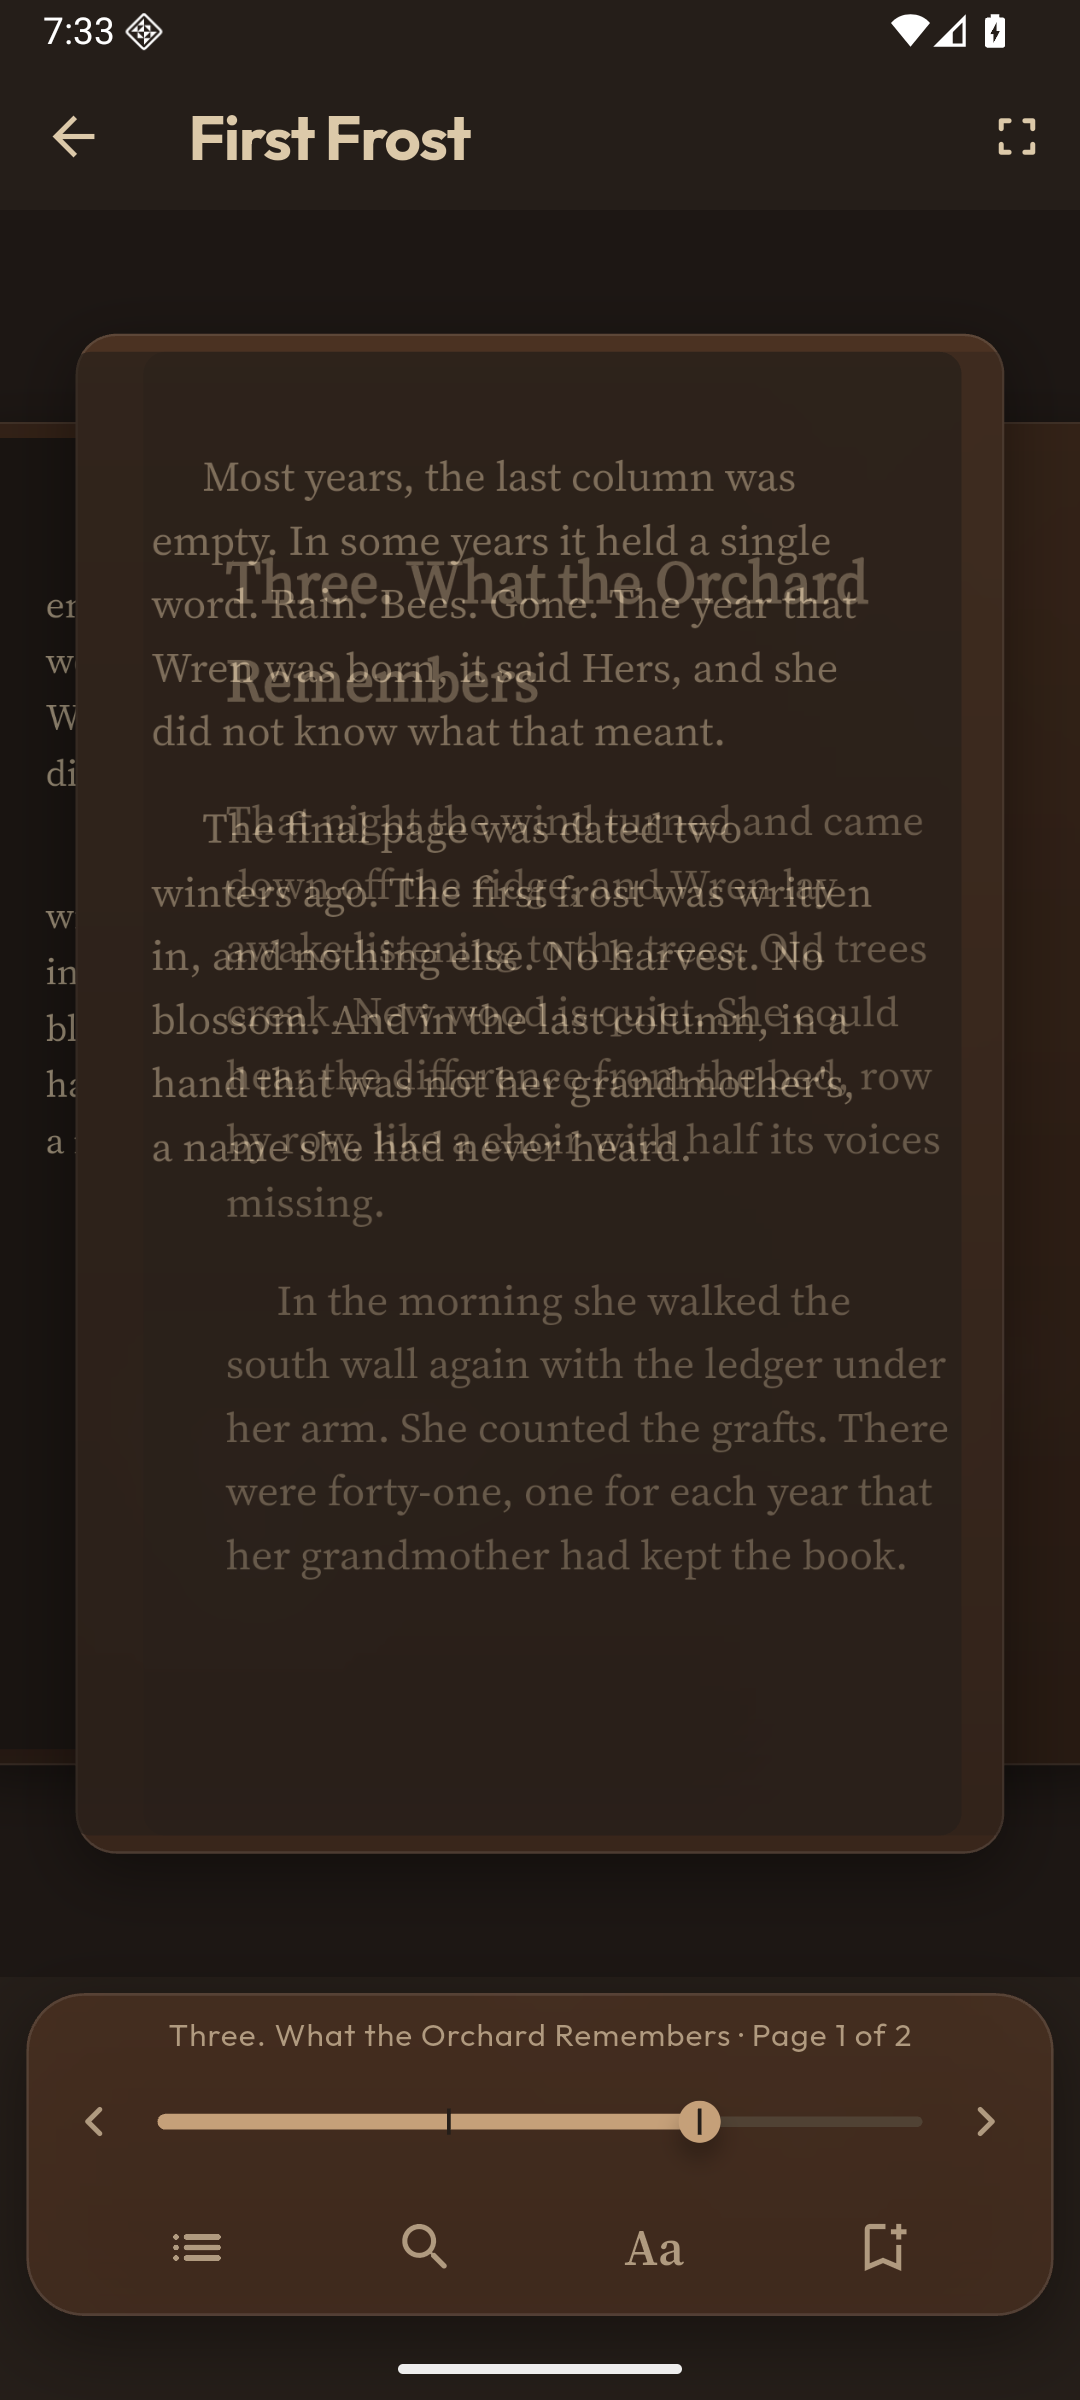 7:33
First Frost
Most years, the last column was
empty. In some years it held a single
word. Rain. Bees. Gone. The year that
Wren was born, it said Hers, and she
did not know what that meant.
The final page was dated two
winters ago. The first frost was written
in, and nothing else. No harvest. No
blossom. And in the last column, in a
hand that was not her grandmother's,
a name she had never heard.
Three. What the Orchard
Remembers
That night the wind turned and came
down off the ridge, and Wren lay
awake listening to the trees. Old trees
creak. New wood is quiet. She could
hear the difference from the bed, row
by row, like a choir with half its voices
missing.
In the morning she walked the
south wall again with the ledger under
her arm. She counted the grafts. There
were forty-one, one for each year that
her grandmother had kept the book.
Three. What the Orchard Remembers · Page 1 of 2
Aa